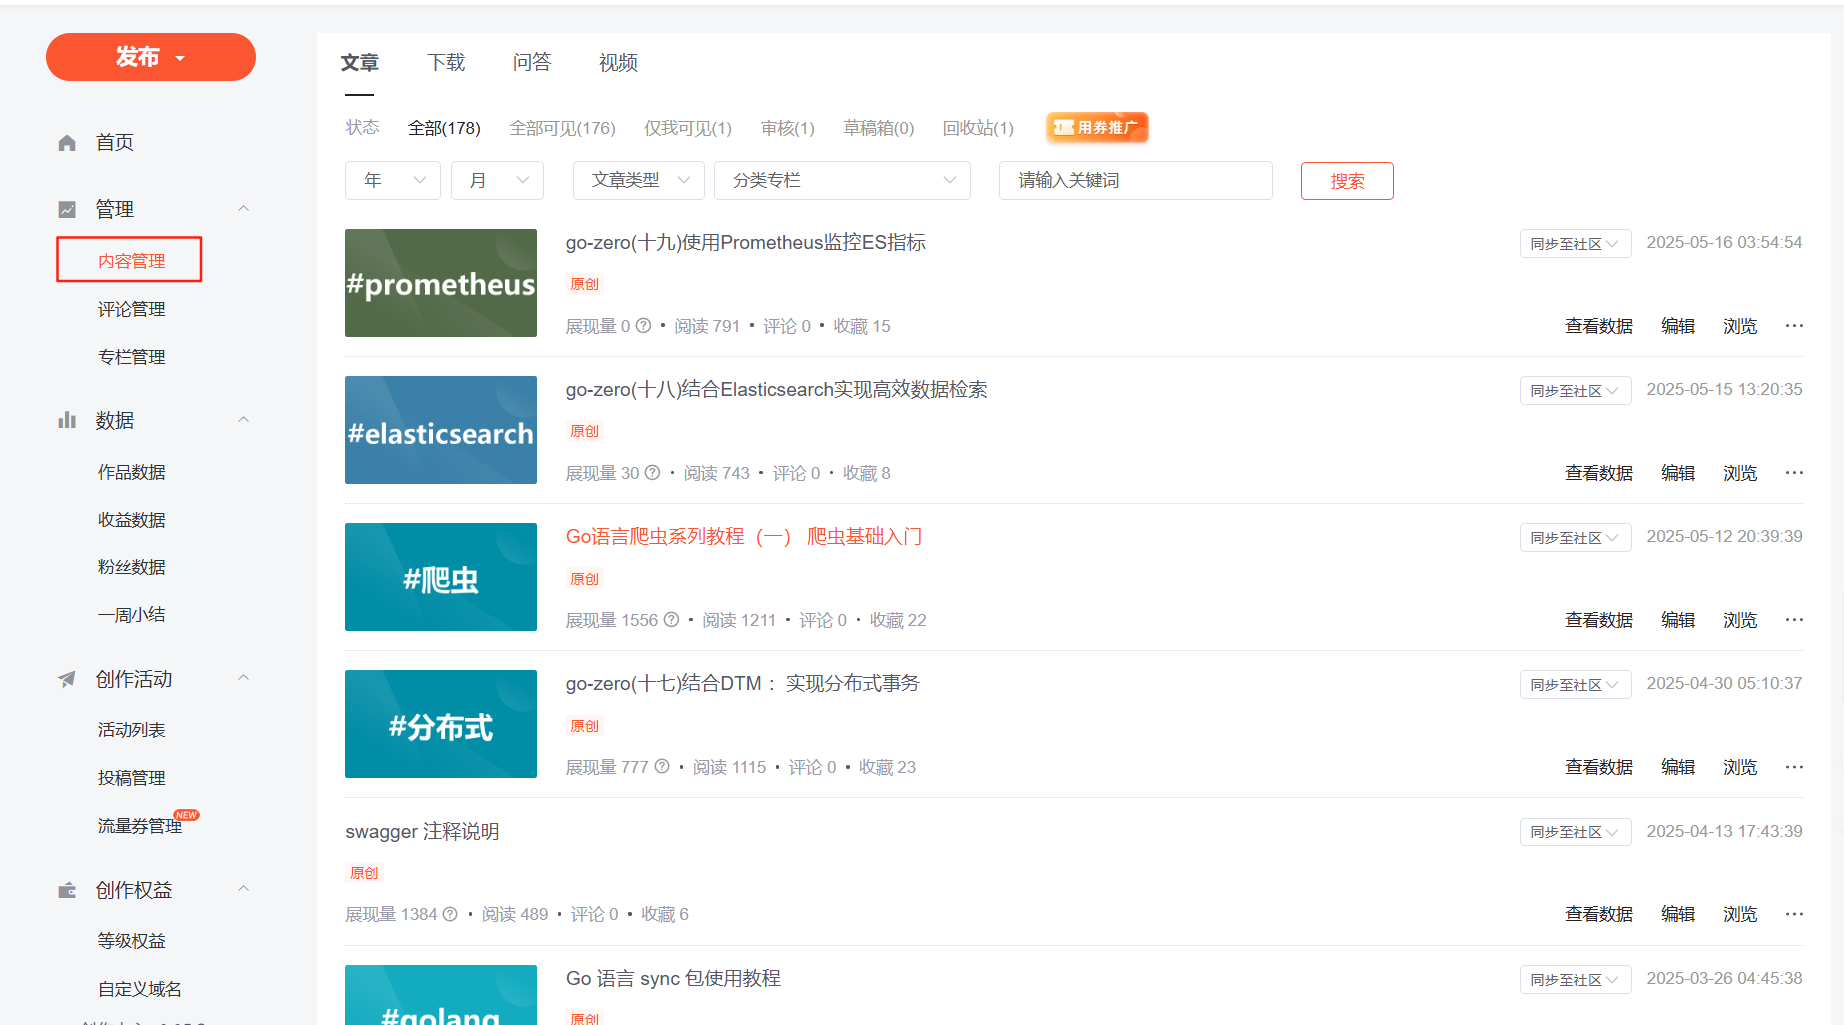 发布
首页
管理
内容管理
评论管理
专栏管理
数据
作品数据
收益数据
粉丝数据
一周小结
创作活动
活动列表
投稿管理
流量券管理 NEW
创作权益
等级权益
自定义域名
文章 下载 问答 视频
状态 全部(178) 全部可见(176) 仅我可见(1) 审核(1) 草稿箱(0) 回收站(1) 用券推广
年 月 文章类型 分类专栏 请输入关键词 搜索
#prometheus
go-zero(十九)使用Prometheus监控ES指标 同步至社区 2025-05-16 03:54:54
原创
展现量 0 · 阅读 791 · 评论 0 · 收藏 15 查看数据 编辑 浏览 ···
#elasticsearch
go-zero(十八)结合Elasticsearch实现高效数据检索 同步至社区 2025-05-15 13:20:35
原创
展现量 30 · 阅读 743 · 评论 0 · 收藏 8 查看数据 编辑 浏览 ···
#爬虫
Go语言爬虫系列教程（一） 爬虫基础入门 同步至社区 2025-05-12 20:39:39
原创
展现量 1556 · 阅读 1211 · 评论 0 · 收藏 22 查看数据 编辑 浏览 ···
#分布式
go-zero(十七)结合DTM ：实现分布式事务 同步至社区 2025-04-30 05:10:37
原创
展现量 777 · 阅读 1115 · 评论 0 · 收藏 23 查看数据 编辑 浏览 ···
swagger 注释说明 同步至社区 2025-04-13 17:43:39
原创
展现量 1384 · 阅读 489 · 评论 0 · 收藏 6 查看数据 编辑 浏览 ···
#golang
Go 语言 sync 包使用教程 同步至社区 2025-03-26 04:45:38
原创